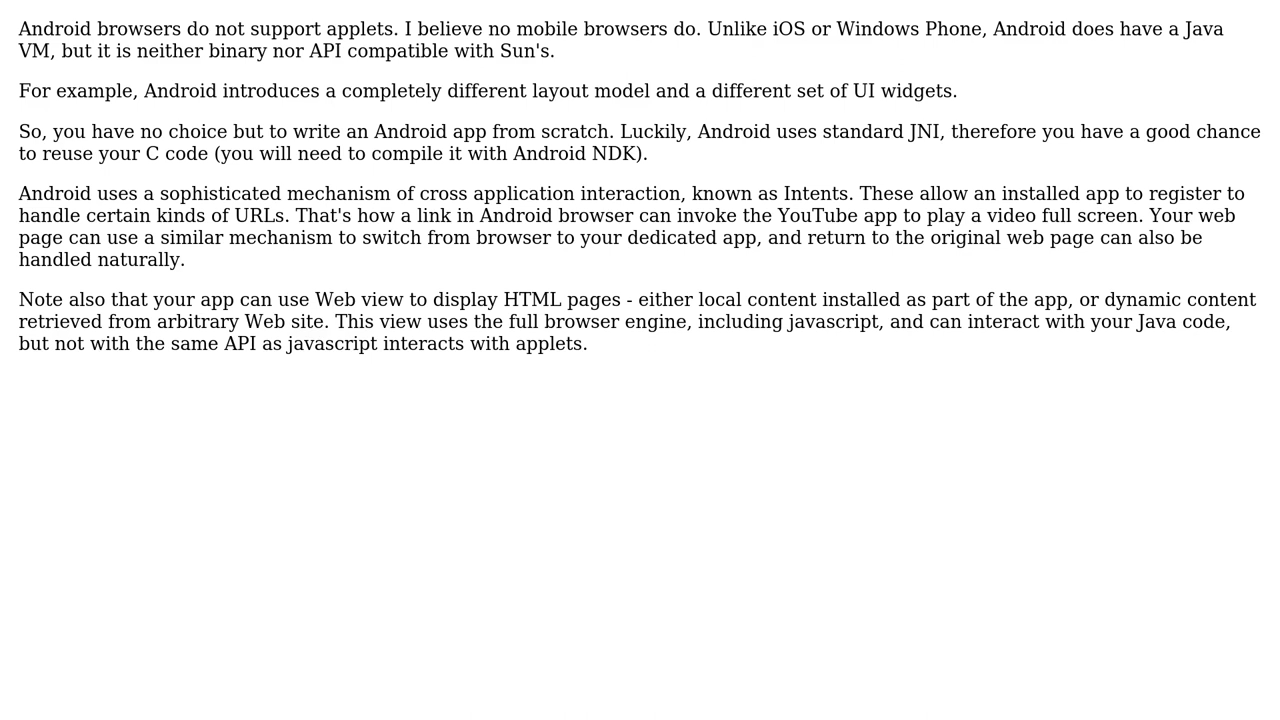 Android browsers do not support applets. I believe no mobile browsers do. Unlike iOS or Windows Phone, Android does have a Java
VM, but it is neither binary nor API compatible with Sun's.
For example, Android introduces a completely different layout model and a different set of UI widgets.
So, you have no choice but to write an Android app from scratch. Luckily, Android uses standard JNI, therefore you have a good chance
to reuse your C code (you will need to compile it with Android NDK).
Android uses a sophisticated mechanism of cross application interaction, known as Intents. These allow an installed app to register to
handle certain kinds of URLs. That's how a link in Android browser can invoke the YouTube app to play a video full screen. Your web
page can use a similar mechanism to switch from browser to your dedicated app, and return to the original web page can also be
handled naturally.
Note also that your app can use Web view to display HTML pages - either local content installed as part of the app, or dynamic content
retrieved from arbitrary Web site. This view uses the full browser engine, including javascript, and can interact with your Java code,
but not with the same API as javascript interacts with applets.